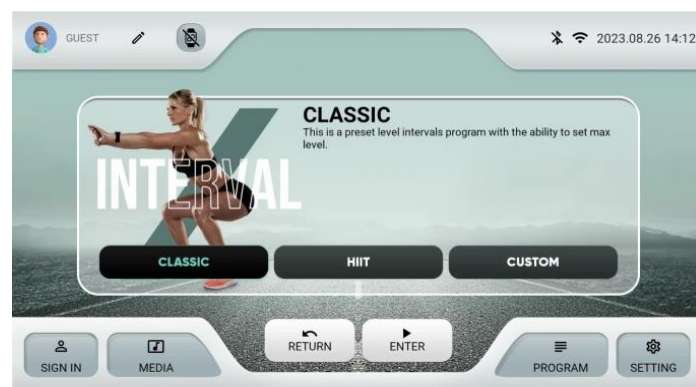 GUEST
2023.08.26 14:12
CLASSIC
This is a preset level intervals program with the ability to set max
level.
INTERVAL
CLASSIC
HIIT
CUSTOM
SIGN IN
MEDIA
RETURN
ENTER
PROGRAM
SETTING